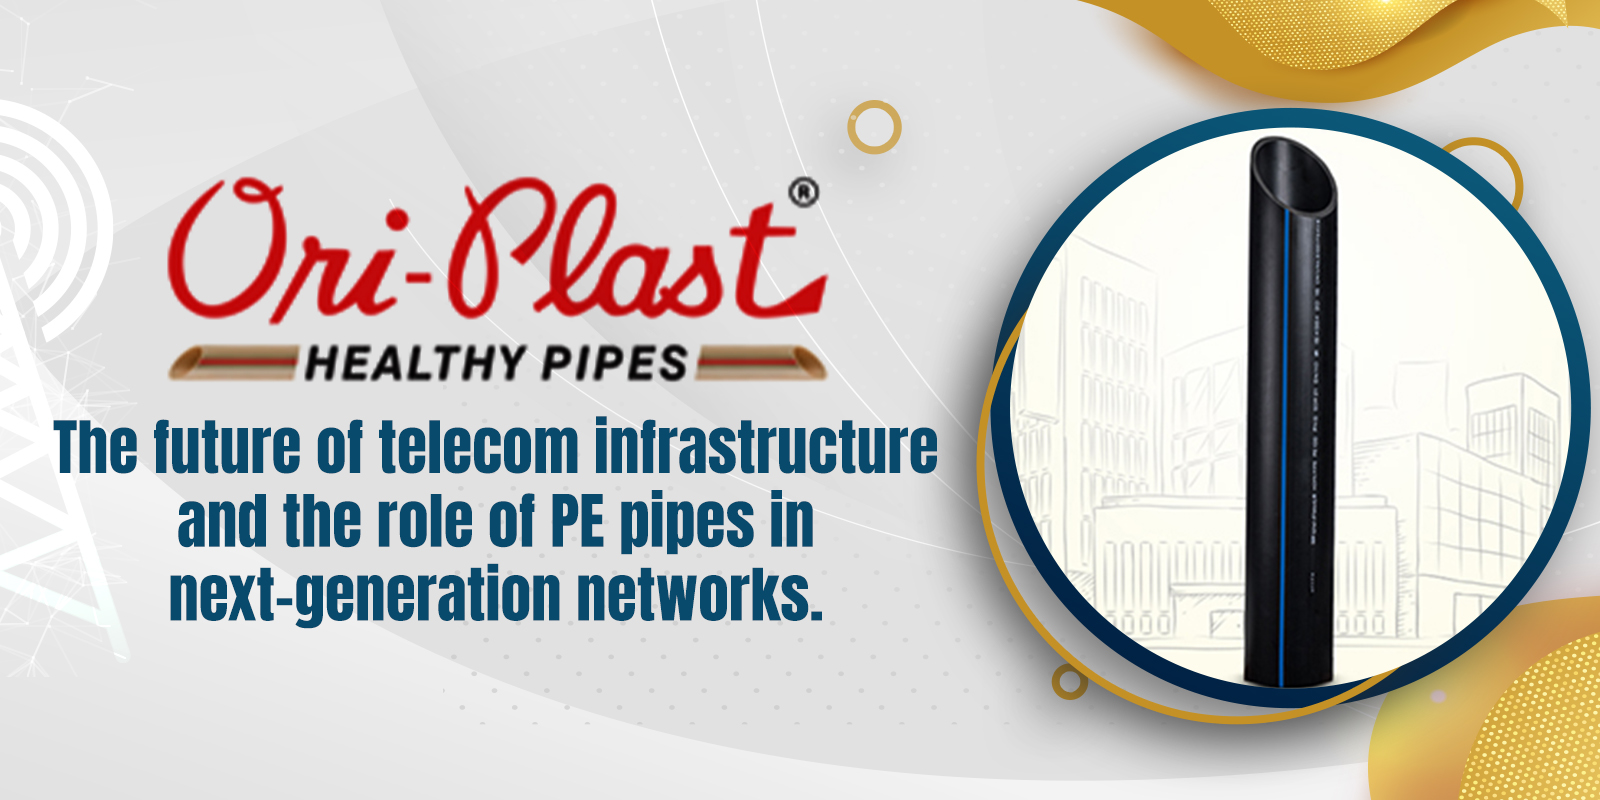 Ori-Plast®
HEALTHY PIPES
The future of telecom infrastructure
and the role of PE pipes in
next-generation networks.